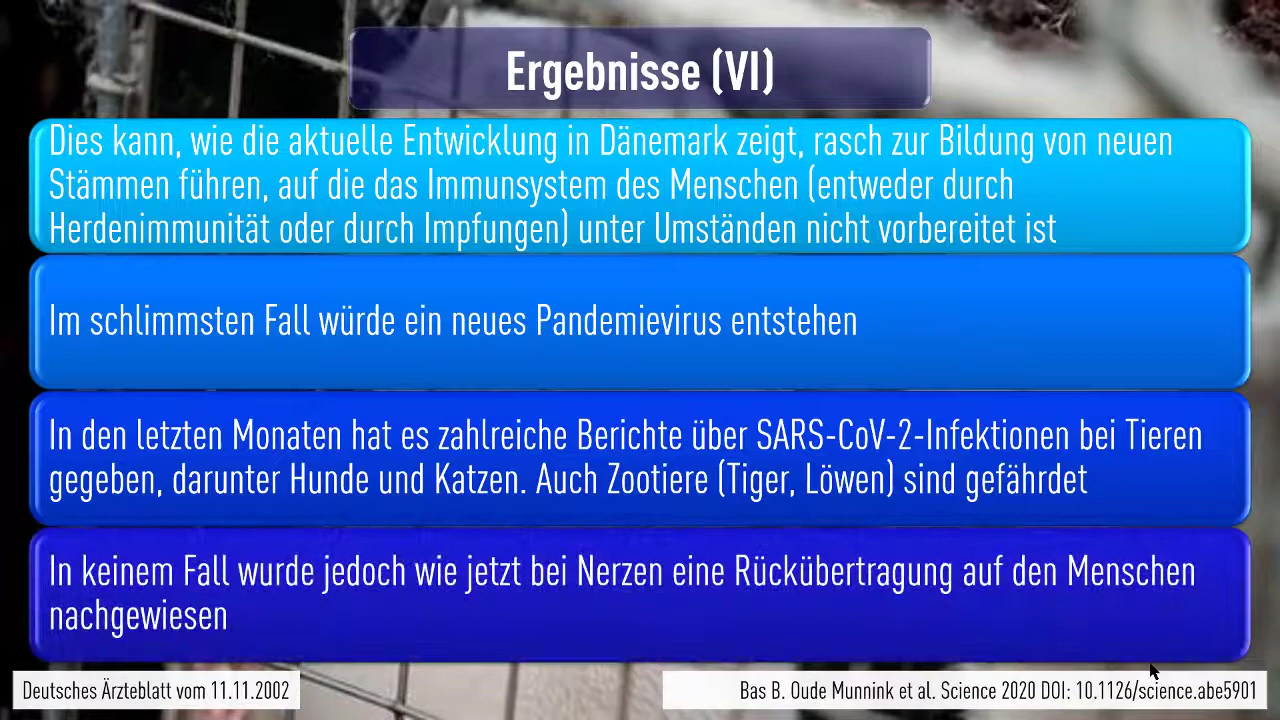 Ergebnisse (VI)
Dies kann, wie die aktuelle Entwicklung in Dänemark zeigt, rasch zur Bildung von neuen
Stämmen führen, auf die das Immunsystem des Menschen (entweder durch
Herdenimmunität oder durch Impfungen) unter Umständen nicht vorbereitet ist
Im schlimmsten Fall würde ein neues Pandemievirus entstehen
In den letzten Monaten hat es zahlreiche Berichte über SARS-CoV-2-Infektionen bei Tieren
gegeben, darunter Hunde und Katzen. Auch Zootiere (Tiger, Löwen) sind gefährdet
In keinem Fall wurde jedoch wie jetzt bei Nerzen eine Rückübertragung auf den Menschen
nachgewiesen
Deutsches Ärzteblatt vom 11.11.2002
Bas B. Oude Munnink et al. Science 2020 DOI: 10.1126/science.abe5901